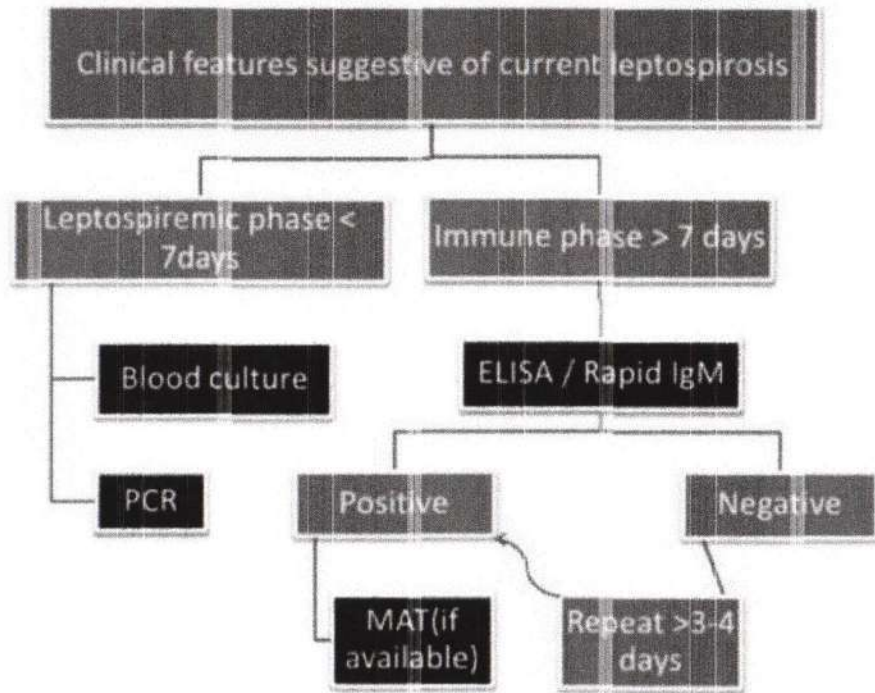 Clinical features suggestive of current leptospirosis
Leptospiremic phase <
7days
Immune phase > 7 days
Blood culture
ELISA / Rapid IgM
PCR
Positive
Negative
MAT(if
available)
Repeat >3-4
days